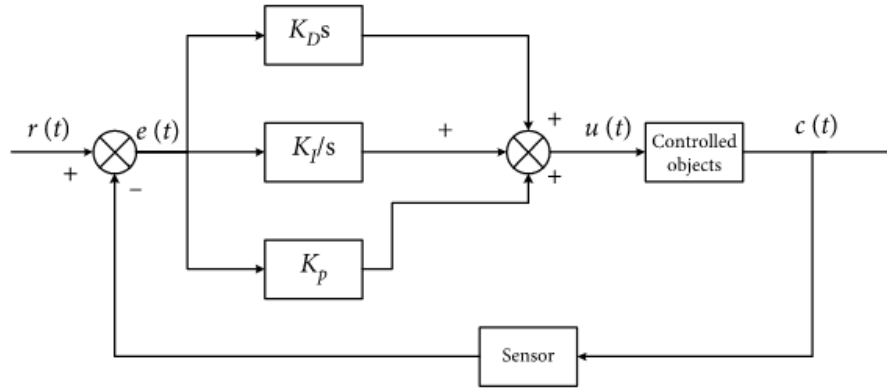 K_D s
r (t)
e (t)
+
u (t)
c (t)
+
K_I/s
+
Controlled
objects
+
−
+
K_p
Sensor